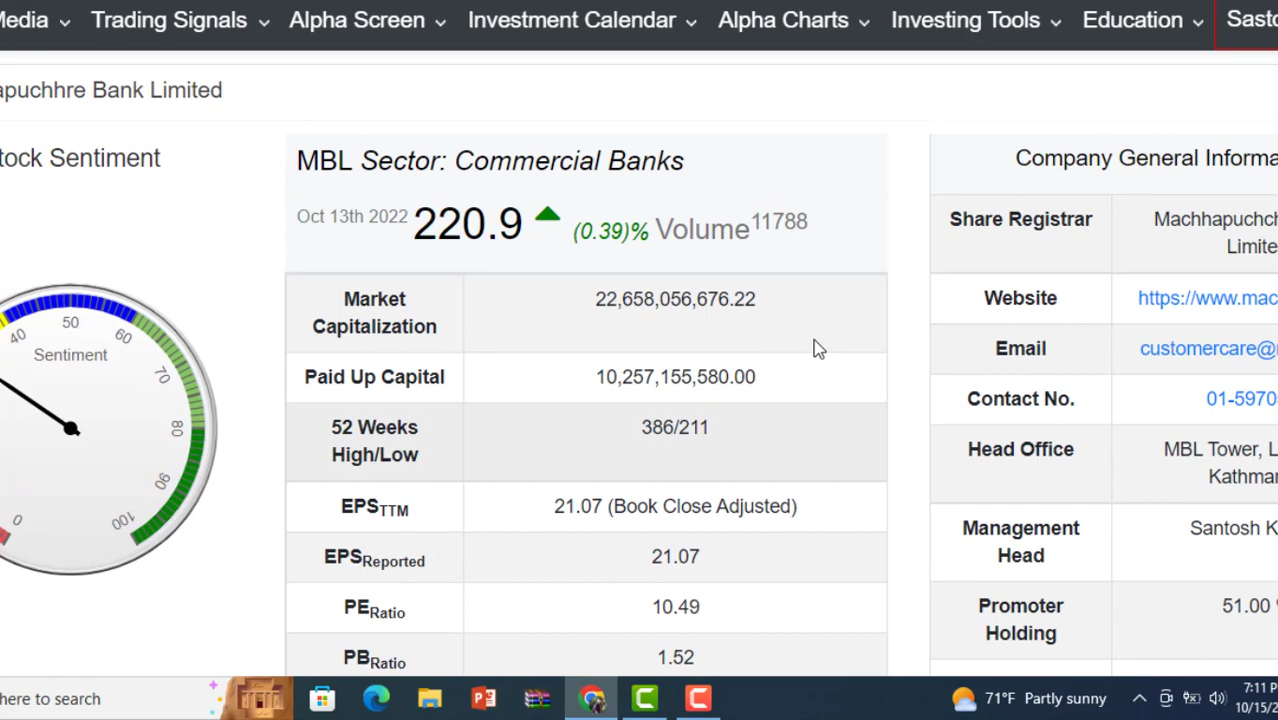 Media Trading Signals Alpha Screen Investment Calendar Alpha Charts Investing Tools Education Sasto
apuchhre Bank Limited
tock Sentiment
40 50 60 70 80 90 100 0
Sentiment
MBL Sector: Commercial Banks
Oct 13th 2022 220.9 (0.39)% Volume 11788
Market Capitalization 22,658,056,676.22
Paid Up Capital 10,257,155,580.00
52 Weeks High/Low 386/211
EPSTTM 21.07 (Book Close Adjusted)
EPSReported 21.07
PERatio 10.49
PBRatio 1.52
Company General Informa
Share Registrar Machhapuchch
Limite
Website https://www.mac
Email customercare@
Contact No. 01-5970
Head Office MBL Tower, L
Kathman
Management Head Santosh K
Promoter Holding 51.00
here to search
71°F Partly sunny
7:11 P
10/15/2